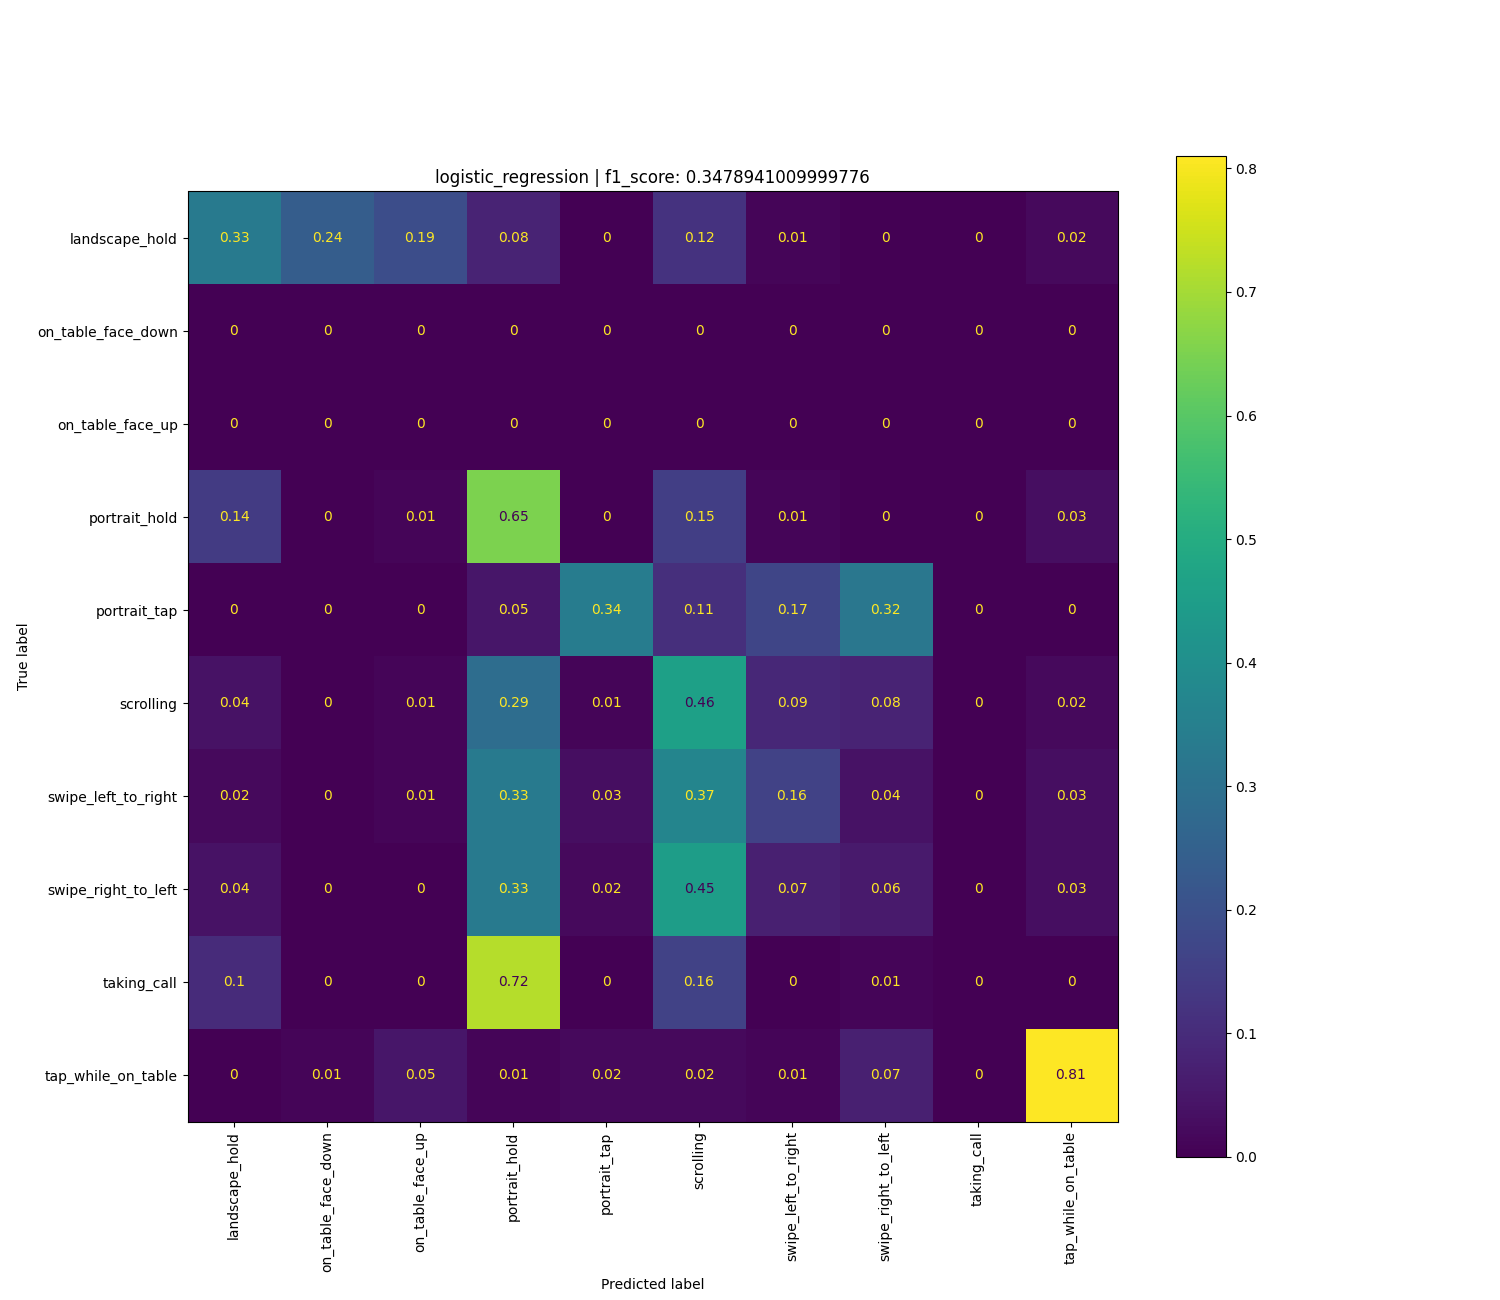 logistic_regression | f1_score: 0.3478941009999776
True label
landscape_hold 0.33 0.24 0.19 0.08 0 0.12 0.01 0 0 0.02
on_table_face_down 0 0 0 0 0 0 0 0 0 0
on_table_face_up 0 0 0 0 0 0 0 0 0 0
portrait_hold 0.14 0 0.01 0.65 0 0.15 0.01 0 0 0.03
portrait_tap 0 0 0 0.05 0.34 0.11 0.17 0.32 0 0
scrolling 0.04 0 0.01 0.29 0.01 0.46 0.09 0.08 0 0.02
swipe_left_to_right 0.02 0 0.01 0.33 0.03 0.37 0.16 0.04 0 0.03
swipe_right_to_left 0.04 0 0 0.33 0.02 0.45 0.07 0.06 0 0.03
taking_call 0.1 0 0 0.72 0 0.16 0 0.01 0 0
tap_while_on_table 0 0.01 0.05 0.01 0.02 0.02 0.01 0.07 0 0.81
landscape_hold
on_table_face_down
on_table_face_up
portrait_hold
portrait_tap
scrolling
swipe_left_to_right
swipe_right_to_left
taking_call
tap_while_on_table
Predicted label
0.8
0.7
0.6
0.5
0.4
0.3
0.2
0.1
0.0